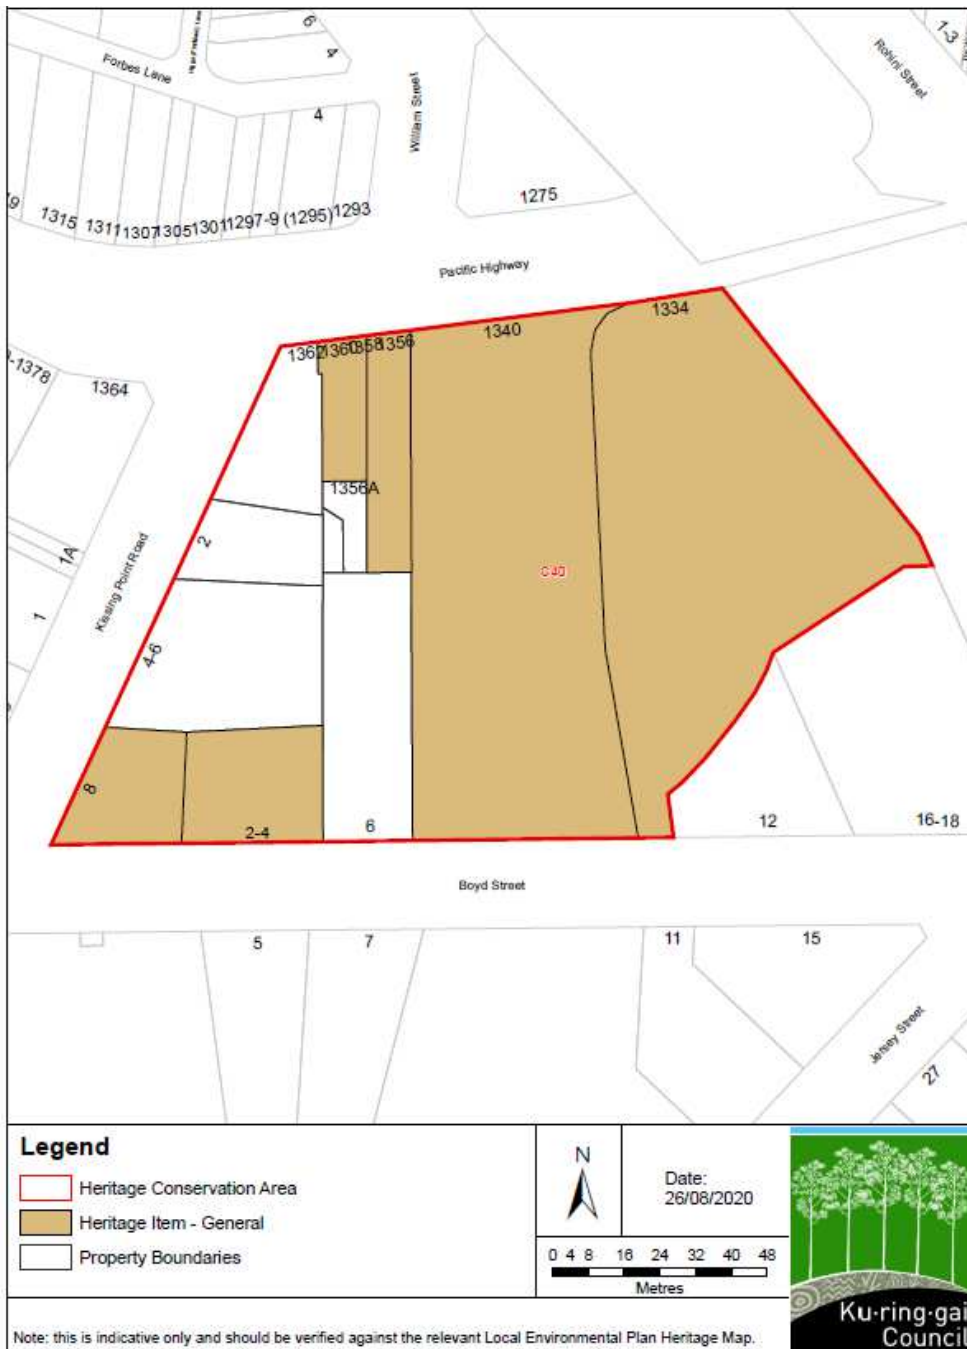 6
1-3
Forbes Lane
4
William Street
Rohini Street
4
1275
19
1315
1311
1307
1305
1301
1297-9 (1295)
1293
Pacific Highway
1334
1340
1362
1360
1358
1356
-1378
1364
1356A
1A
2
Kissing Point Road
C40
1
4-6
8
2-4
6
12
16-18
Boyd Street
5
7
11
15
Jersey Street
27
Legend
Heritage Conservation Area
Heritage Item - General
Property Boundaries
N
Date:
26/08/2020
0 4 8 16 24 32 40 48
Metres
Ku-ring-gai
Council
Note: this is indicative only and should be verified against the relevant Local Environmental Plan Heritage Map.